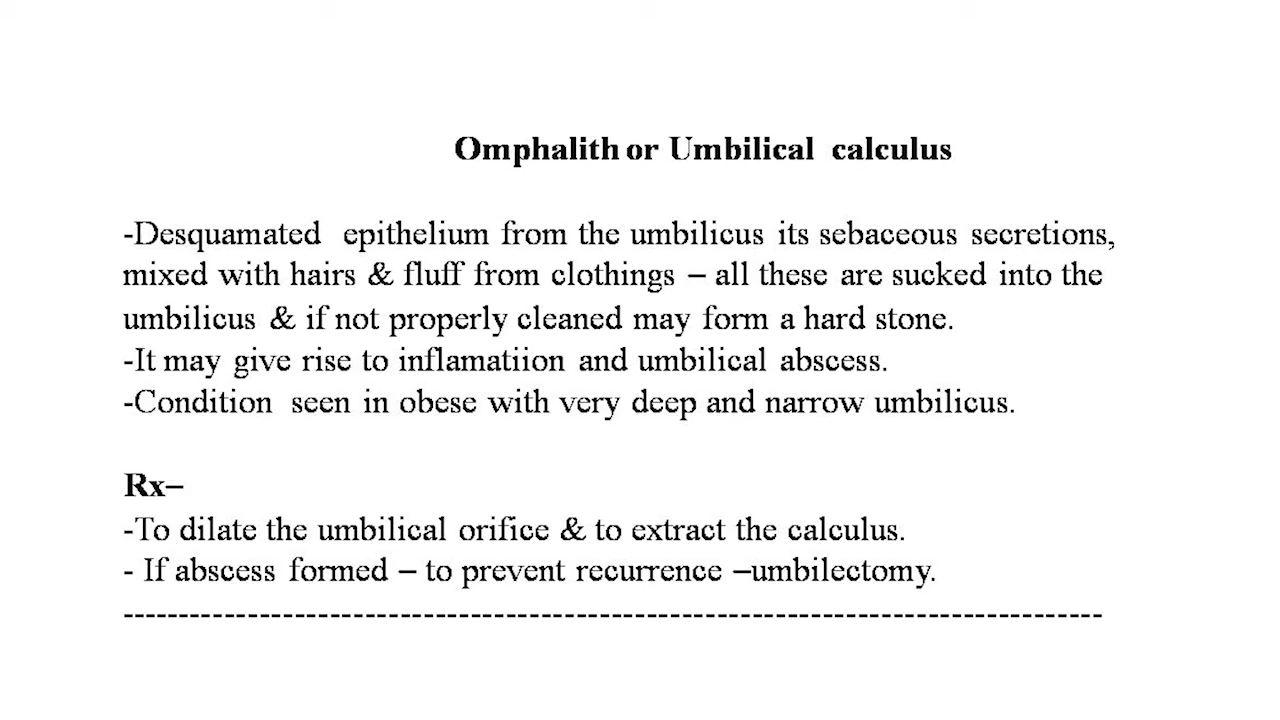 Omphalith or Umbilical calculus
-Desquamated epithelium from the umbilicus its sebaceous secretions,
mixed with hairs & fluff from clothings – all these are sucked into the
umbilicus & if not properly cleaned may form a hard stone.
-It may give rise to inflamatiion and umbilical abscess.
-Condition seen in obese with very deep and narrow umbilicus.
Rx–
-To dilate the umbilical orifice & to extract the calculus.
- If abscess formed – to prevent recurrence –umbilectomy.
------------------------------------------------------------------------------------